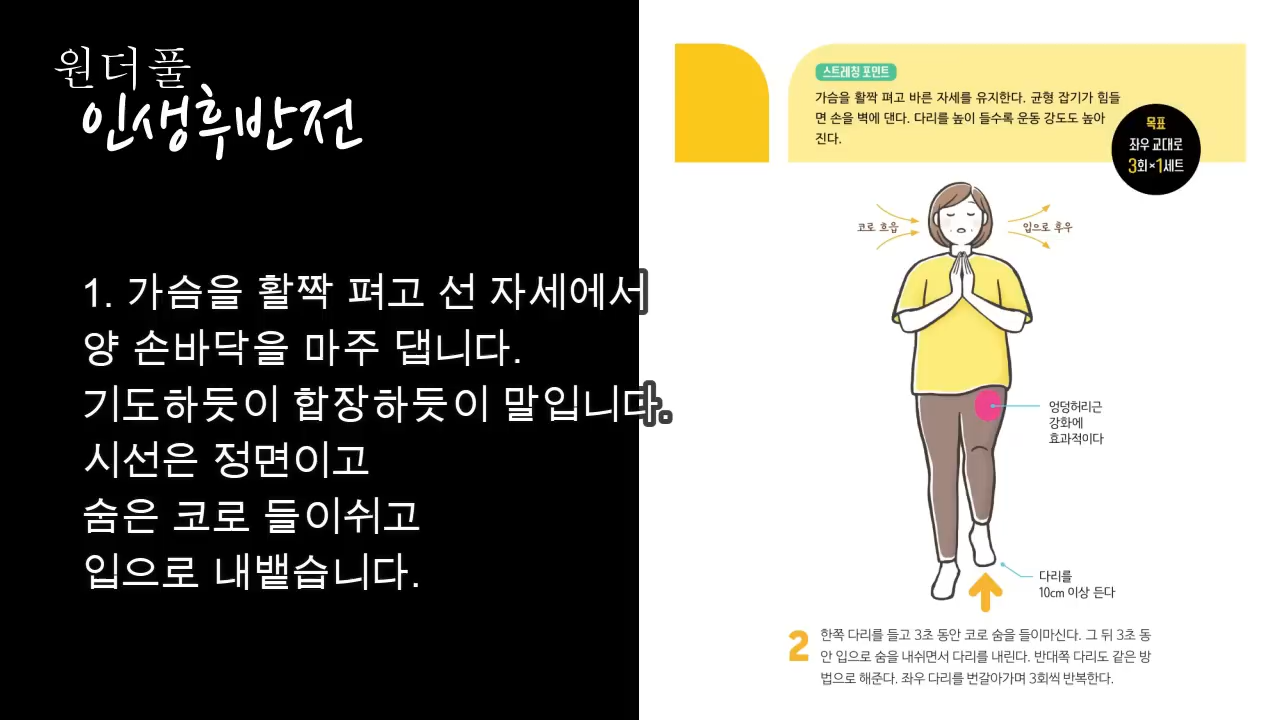 원더풀
인생후반전
1. 가슴을 활짝 펴고 선 자세에서
양 손바닥을 마주 댑니다.
기도하듯이 합장하듯이 말입니다.
시선은 정면이고
숨은 코로 들이쉬고
입으로 내뱉습니다.
스트레칭 포인트
가슴을 활짝 펴고 바른 자세를 유지한다. 균형 잡기가 힘들
면 손을 벽에 댄다. 다리를 높이 들수록 운동 강도도 높아
진다.
목표
좌우 교대로
3회×1세트
코로 흐읍
입으로 후우
엉덩허리근
강화에
효과적이다
다리를
10cm 이상 든다
2
한쪽 다리를 들고 3초 동안 코로 숨을 들이마신다. 그 뒤 3초 동
안 입으로 숨을 내쉬면서 다리를 내린다. 반대쪽 다리도 같은 방
법으로 해준다. 좌우 다리를 번갈아가며 3회씩 반복한다.